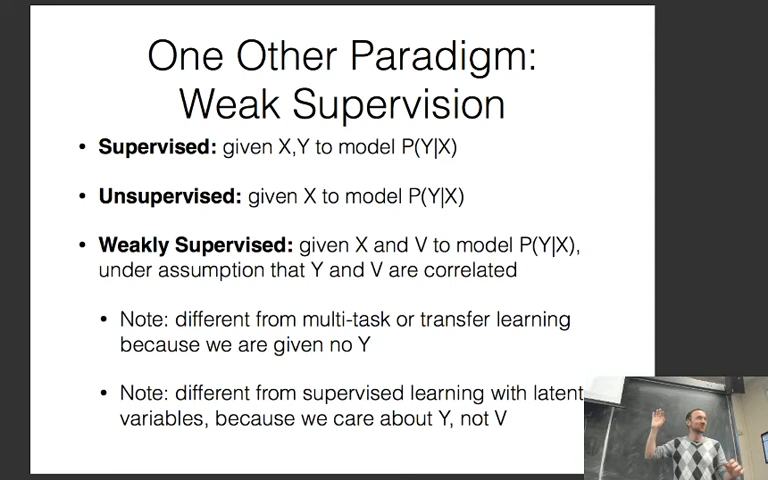 One Other Paradigm:
Weak Supervision
• Supervised: given X,Y to model P(Y|X)
• Unsupervised: given X to model P(Y|X)
• Weakly Supervised: given X and V to model P(Y|X),
under assumption that Y and V are correlated
• Note: different from multi-task or transfer learning
because we are given no Y
• Note: different from supervised learning with latent
variables, because we care about Y, not V